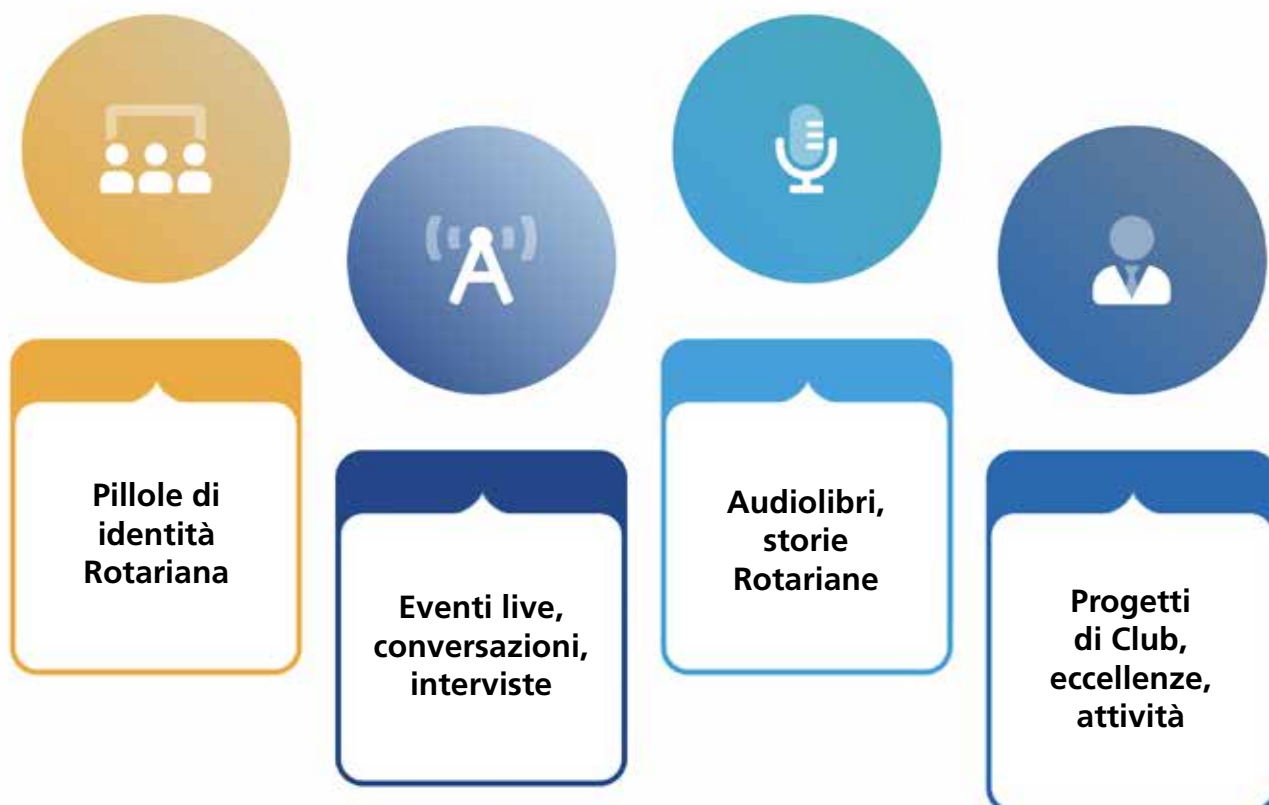 Pillole di
identità
Rotariana
Eventi live,
conversazioni,
interviste
Audiolibri,
storie
Rotariane
Progetti
di Club,
eccellenze,
attività